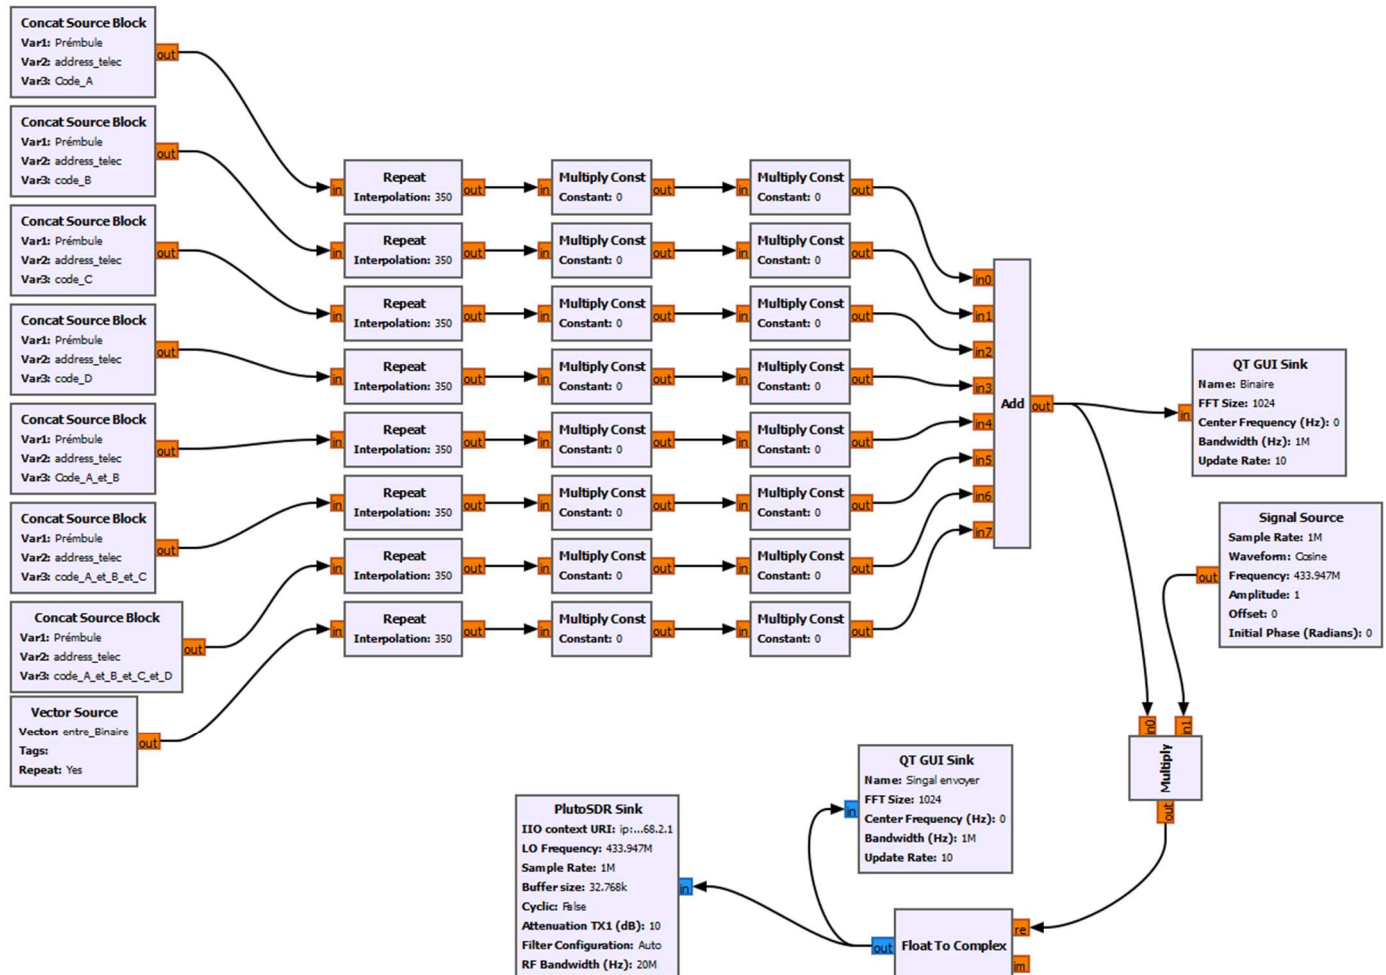 Concat Source Block
Var1: Prémbule
Var2: address_telec
Var3: Code_A
out
Concat Source Block
Var1: Prémbule
Var2: address_telec
Var3: code_B
out
Concat Source Block
Var1: Prémbule
Var2: address_telec
Var3: code_C
out
Concat Source Block
Var1: Prémbule
Var2: address_telec
Var3: code_D
out
Concat Source Block
Var1: Prémbule
Var2: address_telec
Var3: Code_A_et_B
out
Concat Source Block
Var1: Prémbule
Var2: address_telec
Var3: code_A_et_B_et_C
out
Concat Source Block
Var1: Prémbule
Var2: address_telec
Var3: code_A_et_B_et_C_et_D
out
Vector Source
Vector: entre_Binaire
Tags:
Repeat: Yes
out
in
Repeat
Interpolation: 350
out
in
Multiply Const
Constant: 0
out
in
Multiply Const
Constant: 0
out
in
Repeat
Interpolation: 350
out
in
Multiply Const
Constant: 0
out
in
Multiply Const
Constant: 0
out
in
Repeat
Interpolation: 350
out
in
Multiply Const
Constant: 0
out
in
Multiply Const
Constant: 0
out
in
Repeat
Interpolation: 350
out
in
Multiply Const
Constant: 0
out
in
Multiply Const
Constant: 0
out
in
Repeat
Interpolation: 350
out
in
Multiply Const
Constant: 0
out
in
Multiply Const
Constant: 0
out
in
Repeat
Interpolation: 350
out
in
Multiply Const
Constant: 0
out
in
Multiply Const
Constant: 0
out
in
Repeat
Interpolation: 350
out
in
Multiply Const
Constant: 0
out
in
Multiply Const
Constant: 0
out
in
Repeat
Interpolation: 350
out
in
Multiply Const
Constant: 0
out
in
Multiply Const
Constant: 0
out
in0
in1
in2
in3
in4
in5
in6
in7
Add
out
in
QT GUI Sink
Name: Binaire
FFT Size: 1024
Center Frequency (Hz): 0
Bandwidth (Hz): 1M
Update Rate: 10
Signal Source
Sample Rate: 1M
Waveform: Cosine
Frequency: 433.947M
Amplitude: 1
Offset: 0
Initial Phase (Radians): 0
out
in0
in1
Multiply
out
in
QT GUI Sink
Name: Singal envoyer
FFT Size: 1024
Center Frequency (Hz): 0
Bandwidth (Hz): 1M
Update Rate: 10
PlutoSDR Sink
IIO context URI: ip:...68.2.1
LO Frequency: 433.947M
Sample Rate: 1M
Buffer size: 32.768k
Cyclic: False
Attenuation TX1 (dB): 10
Filter Configuration: Auto
RF Bandwidth (Hz): 20M
in
out
Float To Complex
re
im